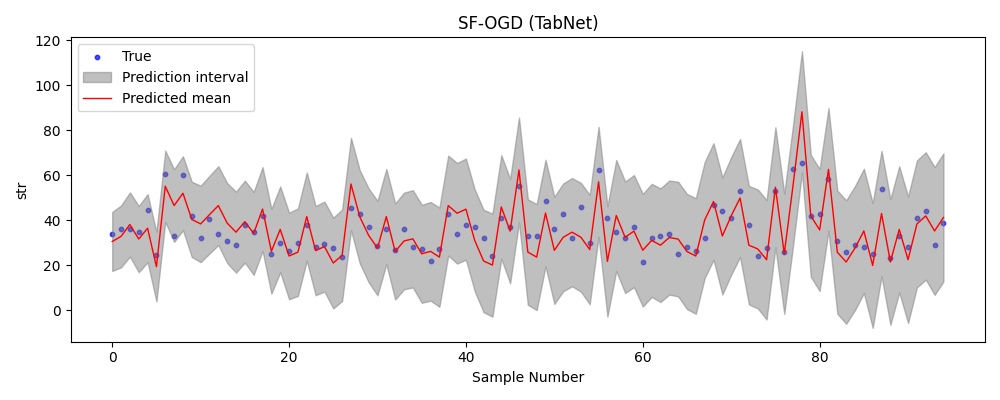 SF-OGD (TabNet)
True
Prediction interval
Predicted mean
120
100
80
60
40
20
0
str
0 20 40 60 80
Sample Number